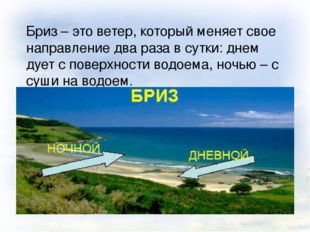 Бриз – это ветер, который меняет свое
направление два раза в сутки: днем
дует с поверхности водоема, ночью – с
суши на водоем.
БРИЗ
НОЧНОЙ
ДНЕВНОЙ